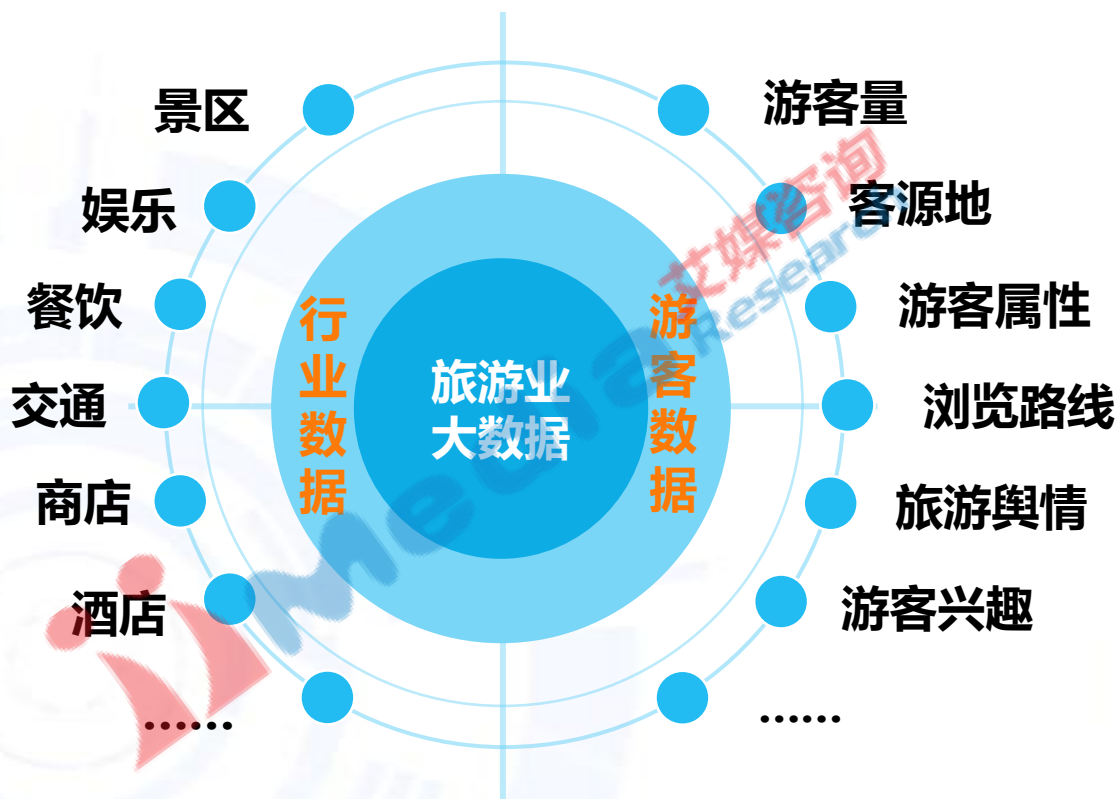 景区
娱乐
餐饮
交通
商店
酒店
……
行业数据
旅游业
大数据
游客数据
游客量
客源地
游客属性
浏览路线
旅游舆情
游客兴趣
……
艾媒咨询
iiMedia Research